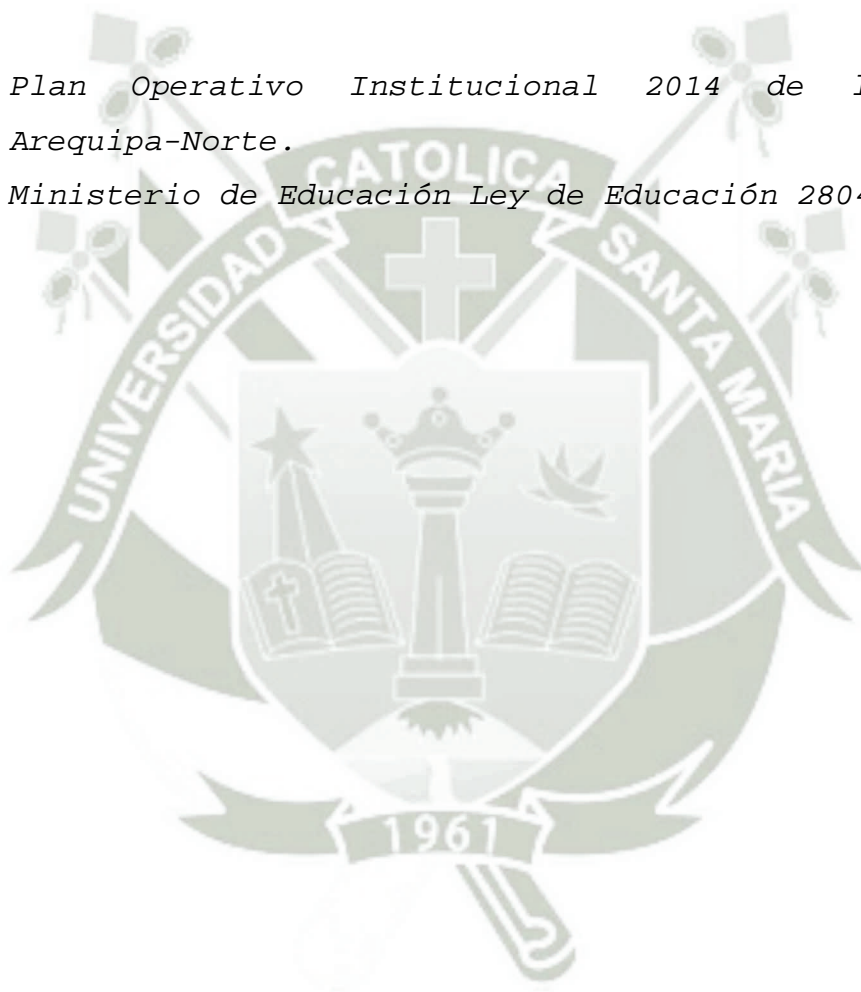 Plan Operativo Institucional 2014 de
Arequipa-Norte.
CATOLICA
Ministerio de Educación Ley de Educación
UNIVERSIDAD
SANTA MARIA
1961